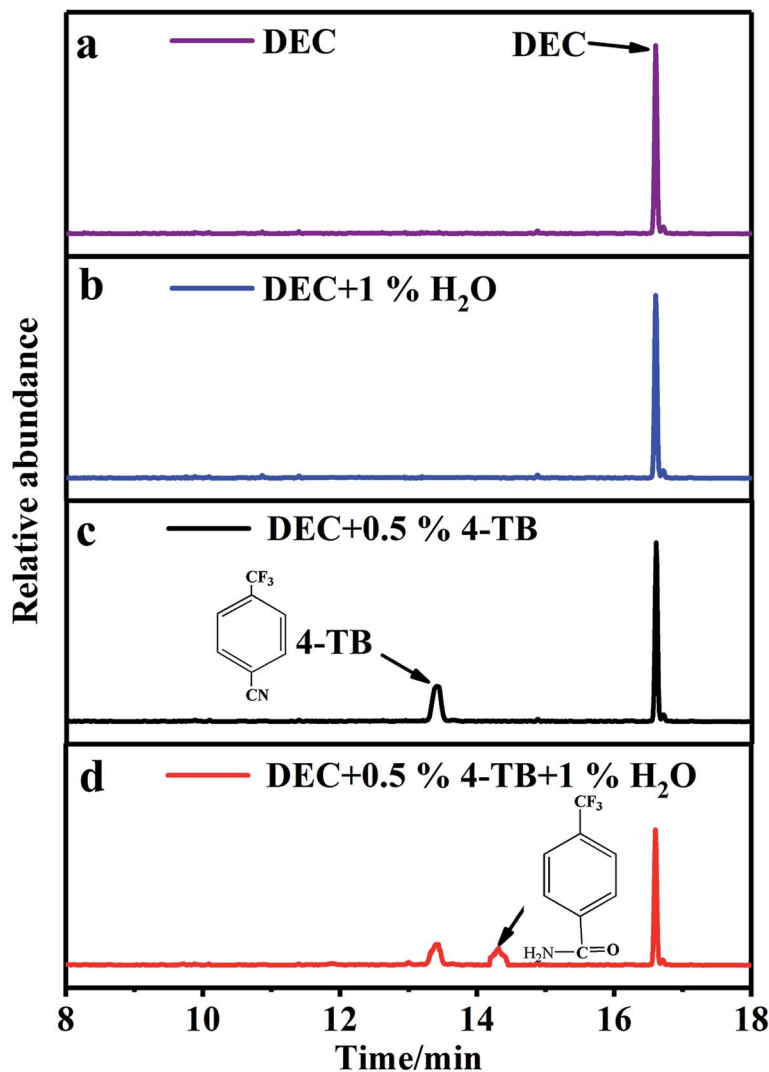 a
DEC
DEC
b
DEC+1 % H₂O
c
DEC+0.5 % 4-TB
CF₃
4-TB
CN
d
DEC+0.5 % 4-TB+1 % H₂O
CF₃
H₂N—C=O
Relative abundance
8 10 12 14 16 18
Time/min